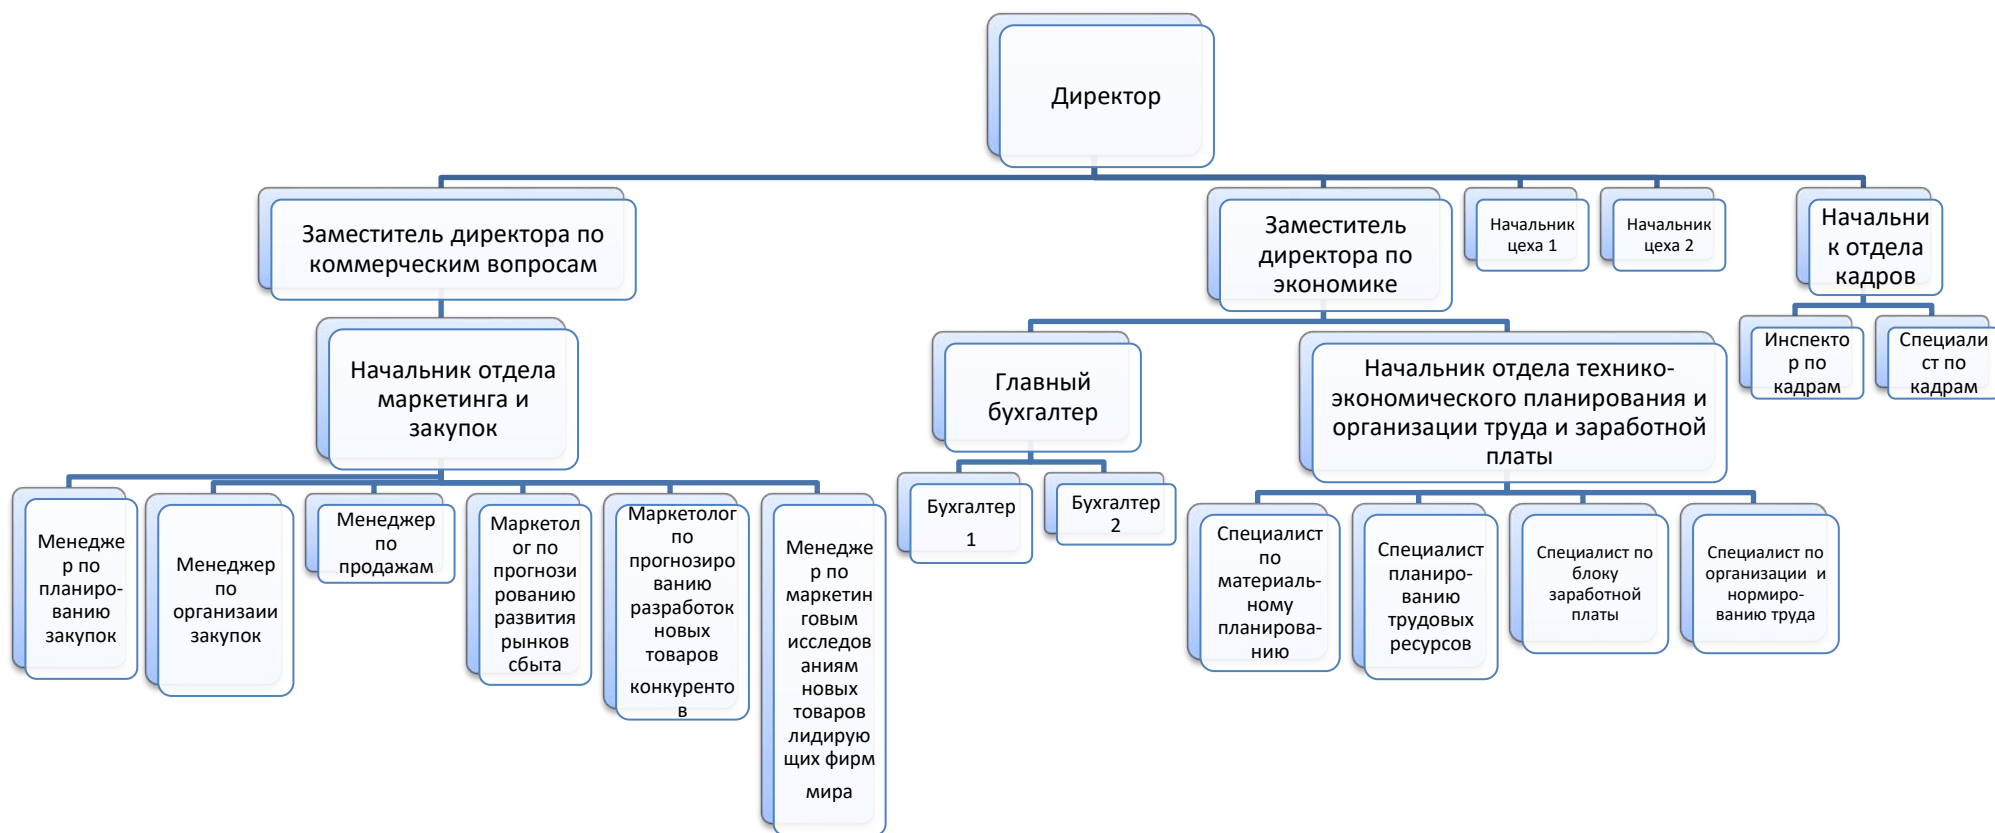 Директор
Заместитель директора по
коммерческим вопросам
Заместитель
директора по
экономике
Начальник
цеха 1
Начальник
цеха 2
Начальни
к отдела
кадров
Начальник отдела
маркетинга и
закупок
Главный
бухгалтер
Начальник отдела технико-
экономического планирования и
организации труда и заработной
платы
Инспекто
р по
кадрам
Специали
ст по
кадрам
Менедже
р по
планиро-
ванию
закупок
Менеджер
по
организаии
закупок
Менеджер
по
продажам
Маркетол
ог по
прогнози
рованию
развития
рынков
сбыта
Маркетолог
по
прогнозиро
ванию
разработок
новых
товаров
конкуренто
в
Менедже
р по
маркетин
говым
исследов
аниям
новых
товаров
лидирую
щих фирм
мира
Бухгалтер
1
Бухгалтер
2
Специалист
по
материаль-
ному
планирова-
нию
Специалист
планиро-
ванию
трудовых
ресурсов
Специалист по
блоку
заработной
платы
Специалист по
организации и
нормиро-
ванию труда